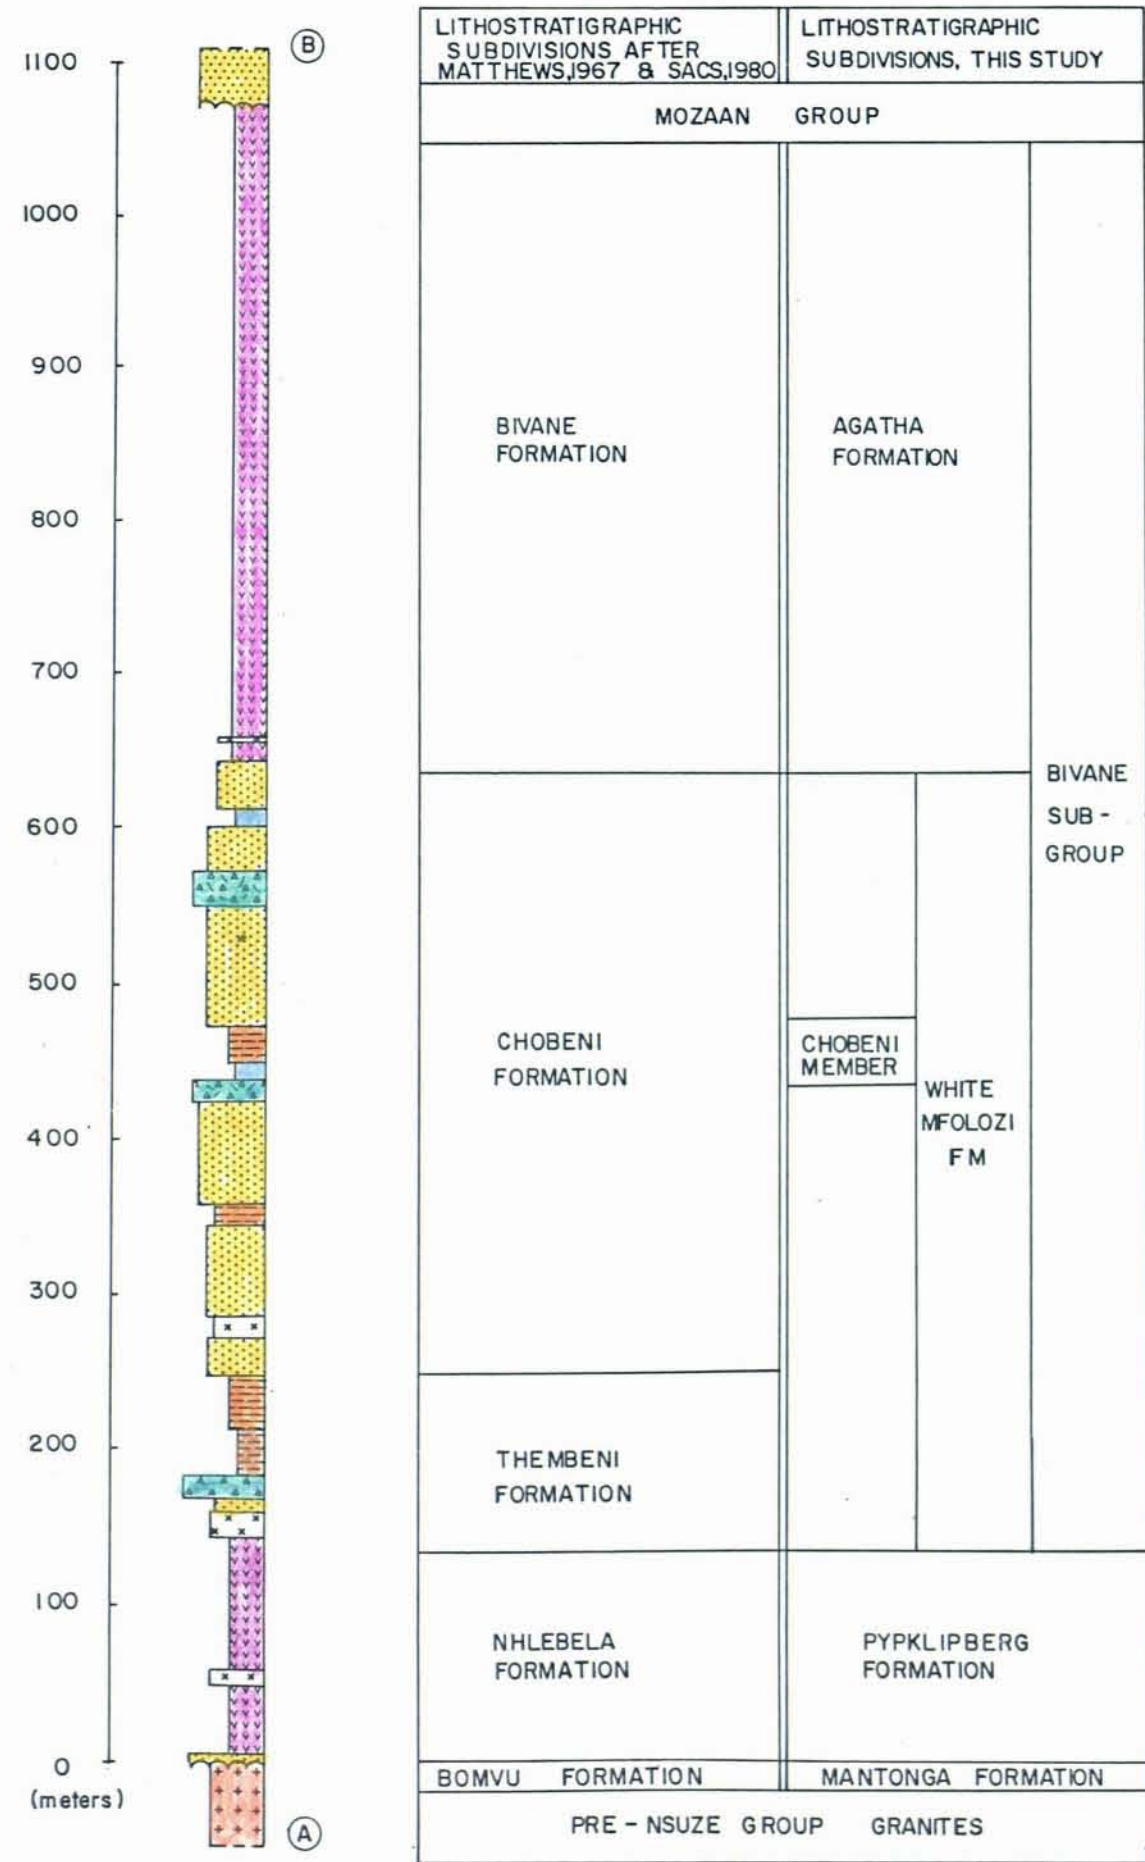 B
1100
1000
900
800
700
600
500
400
300
200
100
0
(meters)
A
LITHOSTRATIGRAPHIC
SUBDIVISIONS AFTER
MATTHEWS,1967 & SACS,1980
LITHOSTRATIGRAPHIC
SUBDIVISIONS, THIS STUDY
MOZAAN GROUP
BIVANE
FORMATION
AGATHA
FORMATION
BIVANE
SUB-
GROUP
CHOBENI
FORMATION
CHOBENI
MEMBER
WHITE
MFOLOZI
FM
THEMBENI
FORMATION
NHLEBELA
FORMATION
PYPKLIPBERG
FORMATION
BOMVU FORMATION
MANTONGA FORMATION
PRE-NSUZE GROUP GRANITES